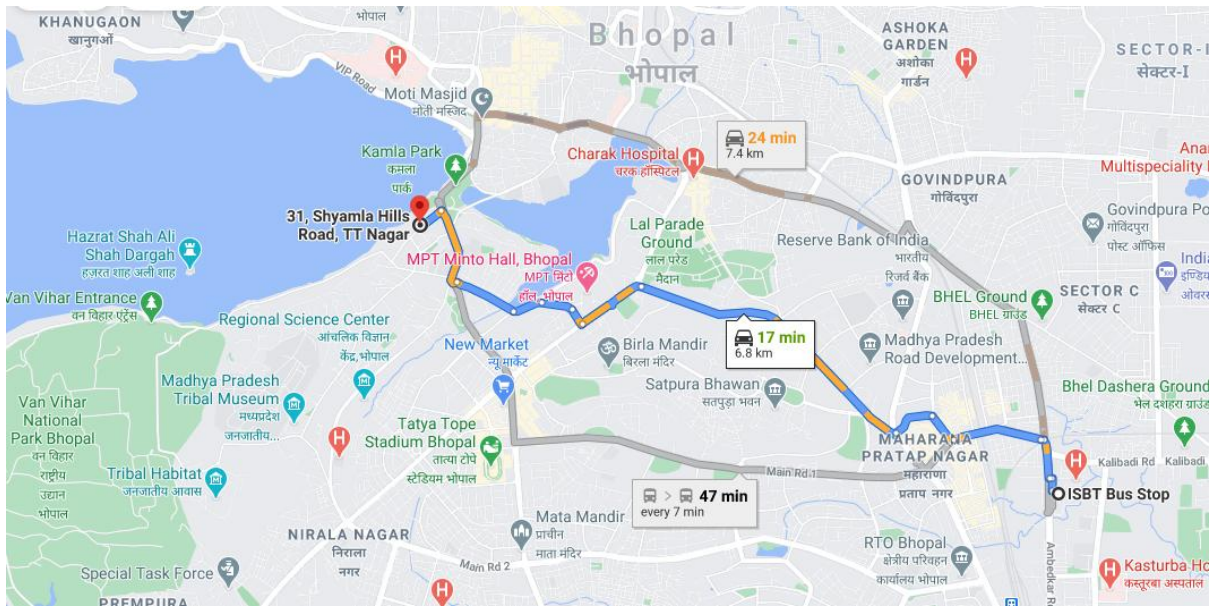 KHANUGAON
खानुगओं
भोपाल
Bhopal
भोपाल
ASHOKA
GARDEN
अशोका
गार्डन
SECTOR-I
सेक्टर-I
VIP Road
Moti Masjid
मोती मस्जिद
Kamla Park
कमला
पार्क
Charak Hospital
चरक हॉस्पिटल
24 min
7.4 km
Multispeciality
GOVINDPURA
गोविंदपुरा
Govindpura Po
गोविंदपुरा
पोस्ट ऑफिस
31, Shyamla Hills
Road, TT Nagar
Hazrat Shah Ali
Shah Dargah
हजरत शाह अली शाह
Lal Parade
Ground
लाल परेड
मैदान
Reserve Bank of India
भारतीय
रिजर्व बैंक
MPT Minto Hall, Bhopal
MPT मिंटो
हॉल, भोपाल
Van Vihar Entrance
वन विहार एंट्रेंस
BHEL Ground
BHEL ग्राउंड
SECTOR C
सेक्टर C
Regional Science Center
आंचलिक विज्ञान
केंद्र,भोपाल
New Market
न्यू मार्केट
Birla Mandir
बिरला मंदिर
17 min
6.8 km
Madhya Pradesh
Road Development...
Madhya Pradesh
Tribal Museum
मध्यप्रदेश
जनजातीय...
Satpura Bhawan
सतपुड़ा भवन
Bhel Dashera Ground
भेल दशहरा ग्राउंड
Van Vihar
National
Park Bhopal
वन विहार
राष्ट्रीय
उद्यान
भोपाल
Tatya Tope
Stadium Bhopal
तात्या टोपे
स्टेडियम भोपाल
MAHARANA
PRATAP NAGAR
महाराणा
प्रताप नगर
Main Rd 1
Kalibadi Rd
Kalibadi
Tribal Habitat
जनजातीय आवास
47 min
every 7 min
ISBT Bus Stop
NIRALA NAGAR
निराला
नगर
Mata Mandir
प्राचीन
माता मंदिर
Main Rd 2
RTO Bhopal
क्षेत्रीय परिवहन
कार्यालय भोपाल
Special Task Force
PREMPURA
Kasturba Ho
कस्तूरबा अस्पताल